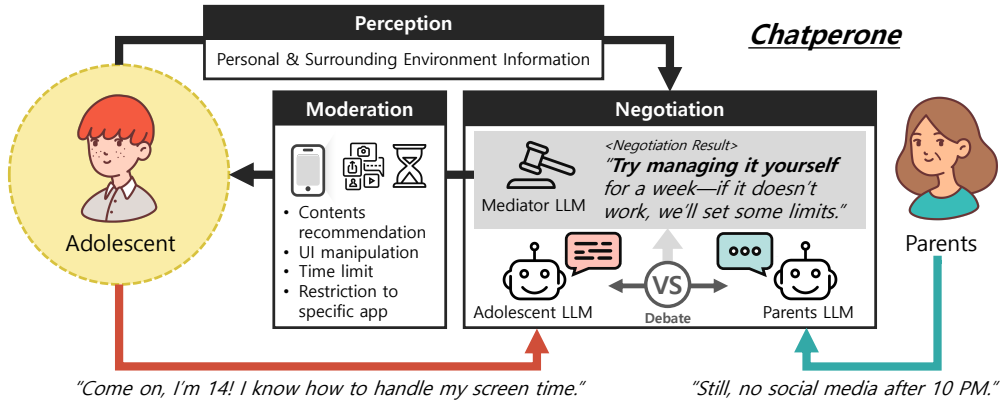 Perception
Personal & Surrounding Environment Information
Chatperone
Moderation
Contents
recommendation
UI manipulation
Time limit
Restriction to
specific app
Negotiation
<Negotiation Result>
“Try managing it yourself
for a week—if it doesn’t
work, we’ll set some limits.”
Mediator LLM
VS
Debate
Adolescent LLM
Parents LLM
Adolescent
Parents
“Come on, I’m 14! I know how to handle my screen time.”
“Still, no social media after 10 PM.”